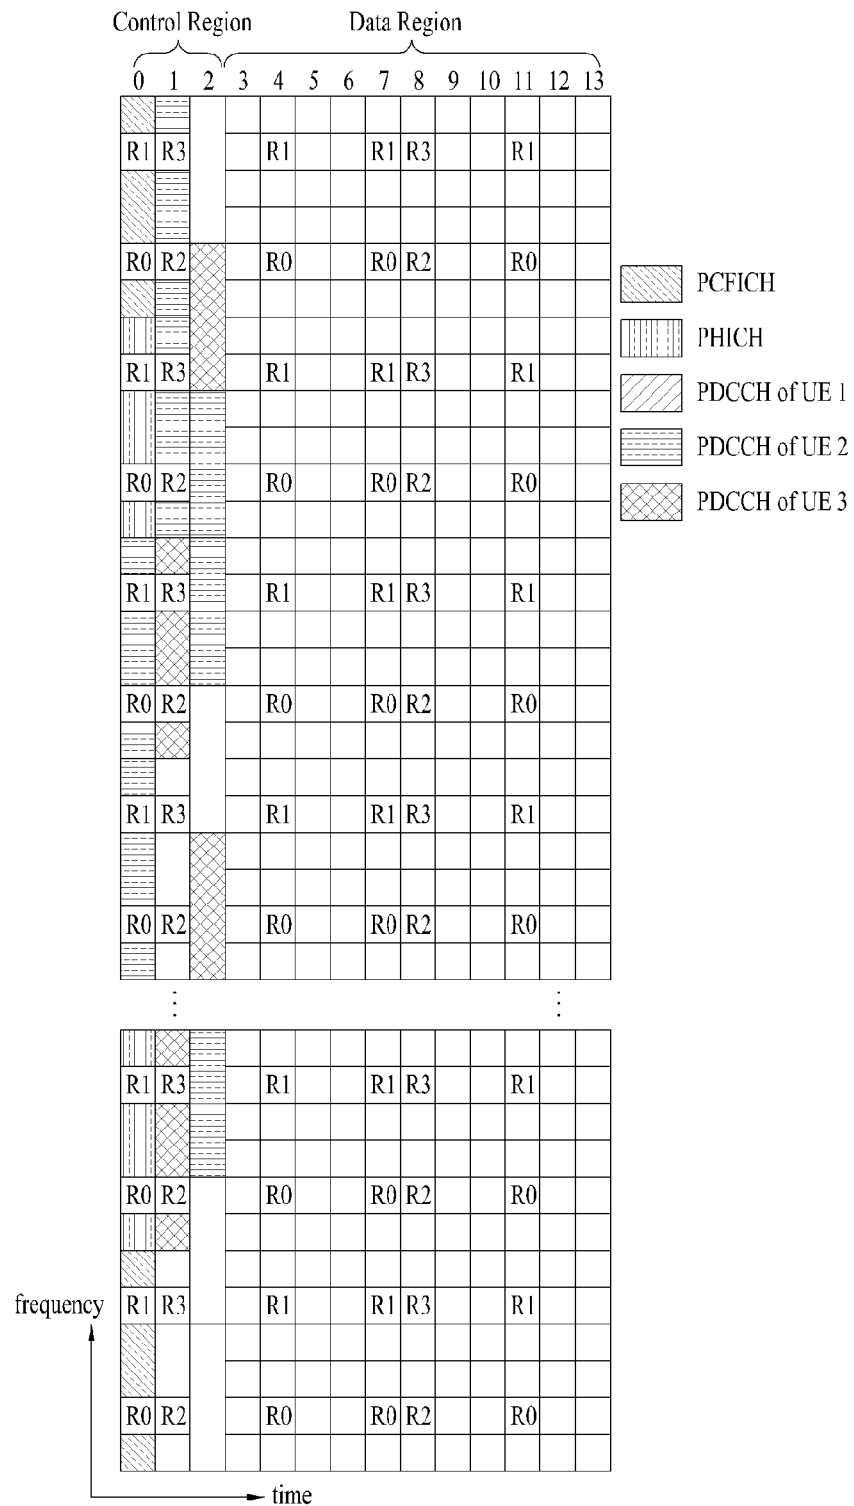 Control Region Data Region
0 1 2 3 4 5 6 7 8 9 10 11 12 13
R1 R3 R1 R1 R3 R1
R0 R2 R0 R0 R2 R0
PCFICH
PHICH
R1 R3 R1 R1 R3 R1
PDCCH of UE 1
PDCCH of UE 2
R0 R2 R0 R0 R2 R0
PDCCH of UE 3
R1 R3 R1 R1 R3 R1
R0 R2 R0 R0 R2 R0
R1 R3 R1 R1 R3 R1
R0 R2 R0 R0 R2 R0
R1 R3 R1 R1 R3 R1
R0 R2 R0 R0 R2 R0
frequency R1 R3 R1 R1 R3 R1
R0 R2 R0 R0 R2 R0
time